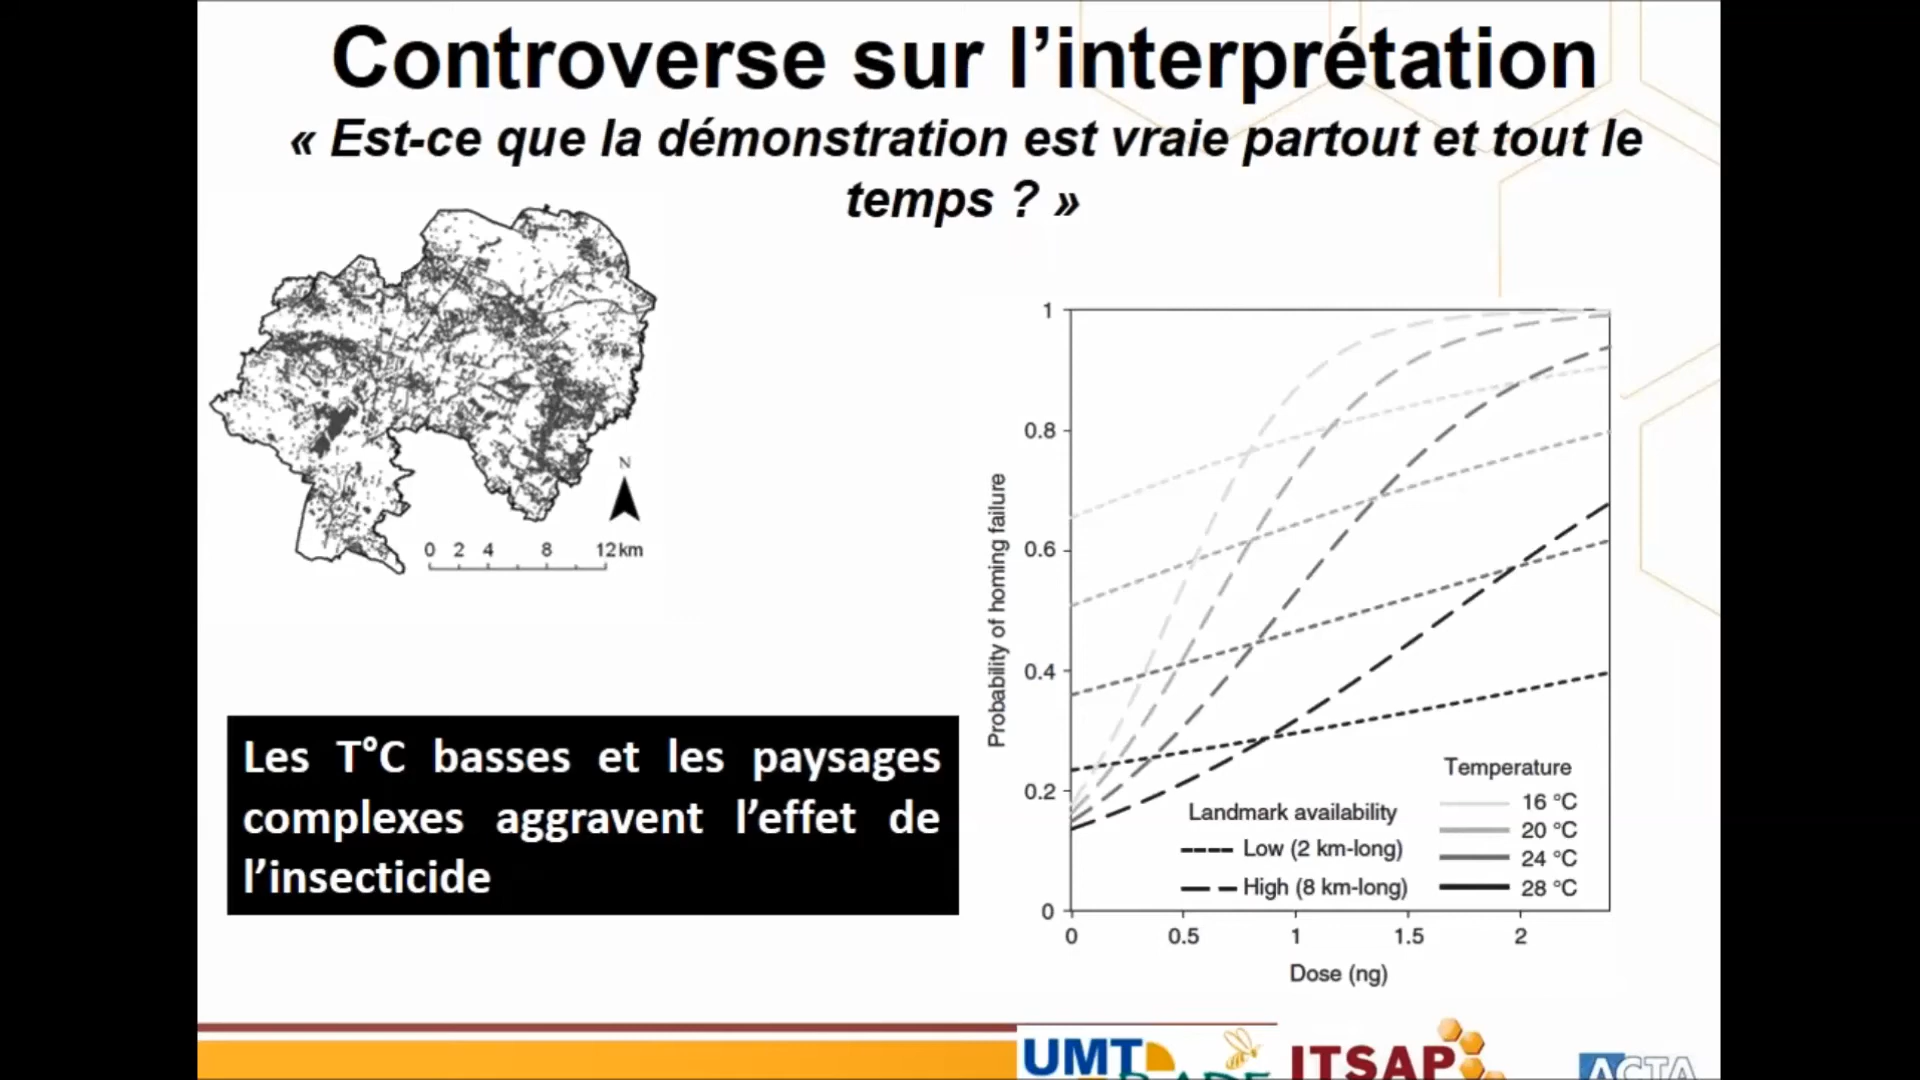 Controverse sur l’interprétation
« Est-ce que la démonstration est vraie partout et tout le
temps ? »
N
0 2 4 8 12 km
Les T°C basses et les paysages
complexes aggravent l’effet de
l’insecticide
Probability of homing failure
1
0.8
0.6
0.4
0.2
0
0 0.5 1 1.5 2
Dose (ng)
Landmark availability
Low (2 km-long)
High (8 km-long)
Temperature
16 °C
20 °C
24 °C
28 °C
UMT
ITSAP
ACTA